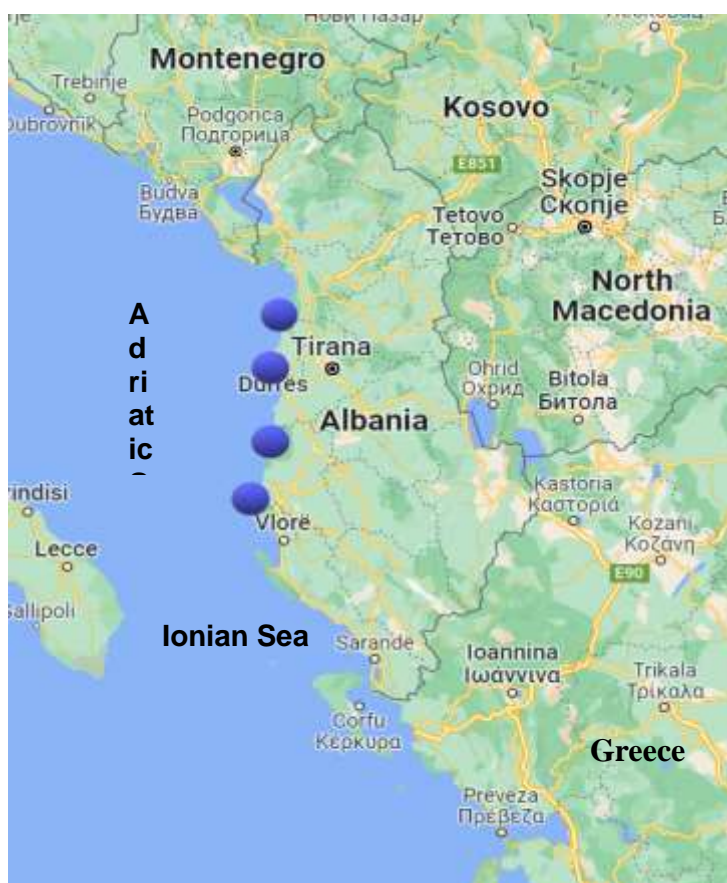 Нови Пазар
Montenegro
Trebinje
Kosovo
Dubrovnik
Podgorica
Подгорица
E851
Skopje
Скопје
Budva
Будва
Tetovo
Тетово
North
Macedonia
A
d
ri
at
ic
Tirana
Durrës
Ohrid
Охрид
Bitola
Битола
Albania
rindisi
Kastoria
Καστοριά
Vlorë
Kozani
Κοζάνη
Lecce
E90
Gallipoli
Ionian Sea
Sarandë
Ioannina
Ιωάννινα
Trikala
Τρίκαλα
Corfu
Κέρκυρα
Greece
Preveza
Πρέβεζα